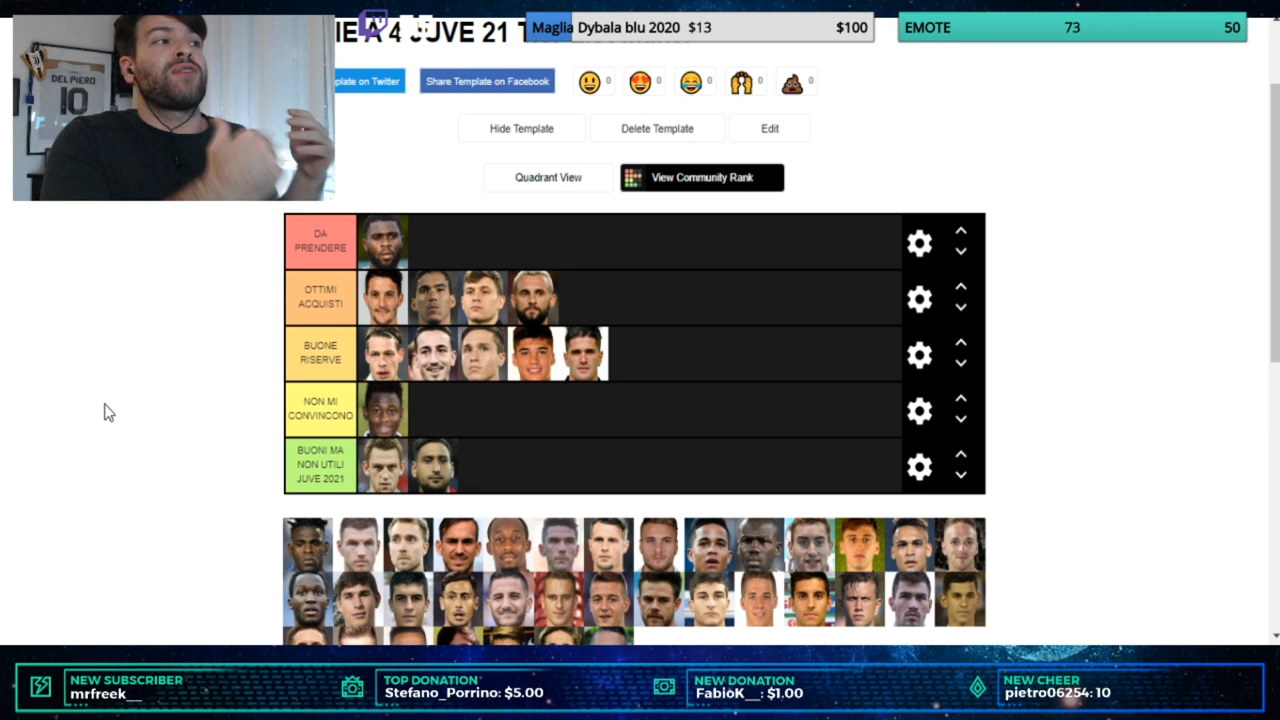 IE A 4 JUVE 21 T
Maglia Dybala blu 2020 $13 $100
EMOTE 73 50
DEL PIERO
10
plate on Twitter
Share Template on Facebook
0 0 0 0 0
Hide Template
Delete Template
Edit
Quadrant View
View Community Rank
DA
PRENDERE
OTTIMI
ACQUISTI
BUONE
RISERVE
NON MI
CONVINCONO
BUONI MA
NON UTILI
JUVE 2021
NEW SUBSCRIBER
mrfreek__
TOP DONATION
Stefano_Porrino: $5.00
NEW DONATION
FabioK__: $1.00
NEW CHEER
pietro06254: 10